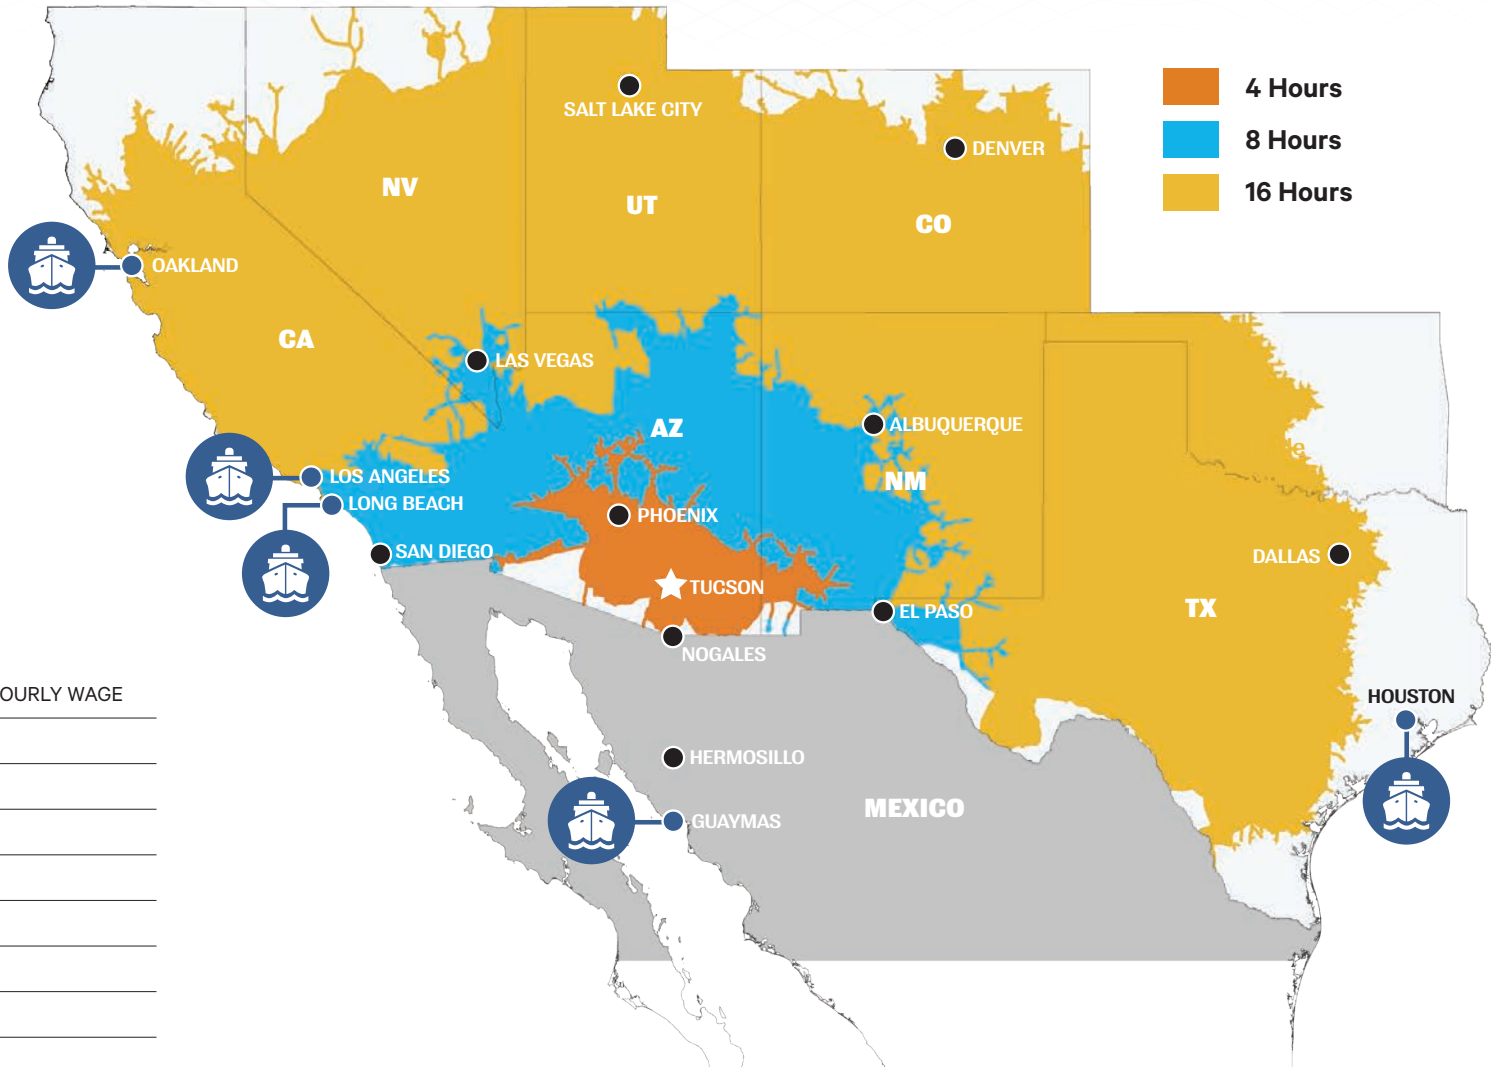 4 Hours
8 Hours
16 Hours
SALT LAKE CITY
DENVER
NV
UT
CO
OAKLAND
CA
LAS VEGAS
AZ
ALBUQUERQUE
NM
LOS ANGELES
LONG BEACH
PHOENIX
SAN DIEGO
DALLAS
TUCSON
EL PASO
TX
NOGALES
OURLY WAGE
HOUSTON
HERMOSILLO
MEXICO
GUAYMAS